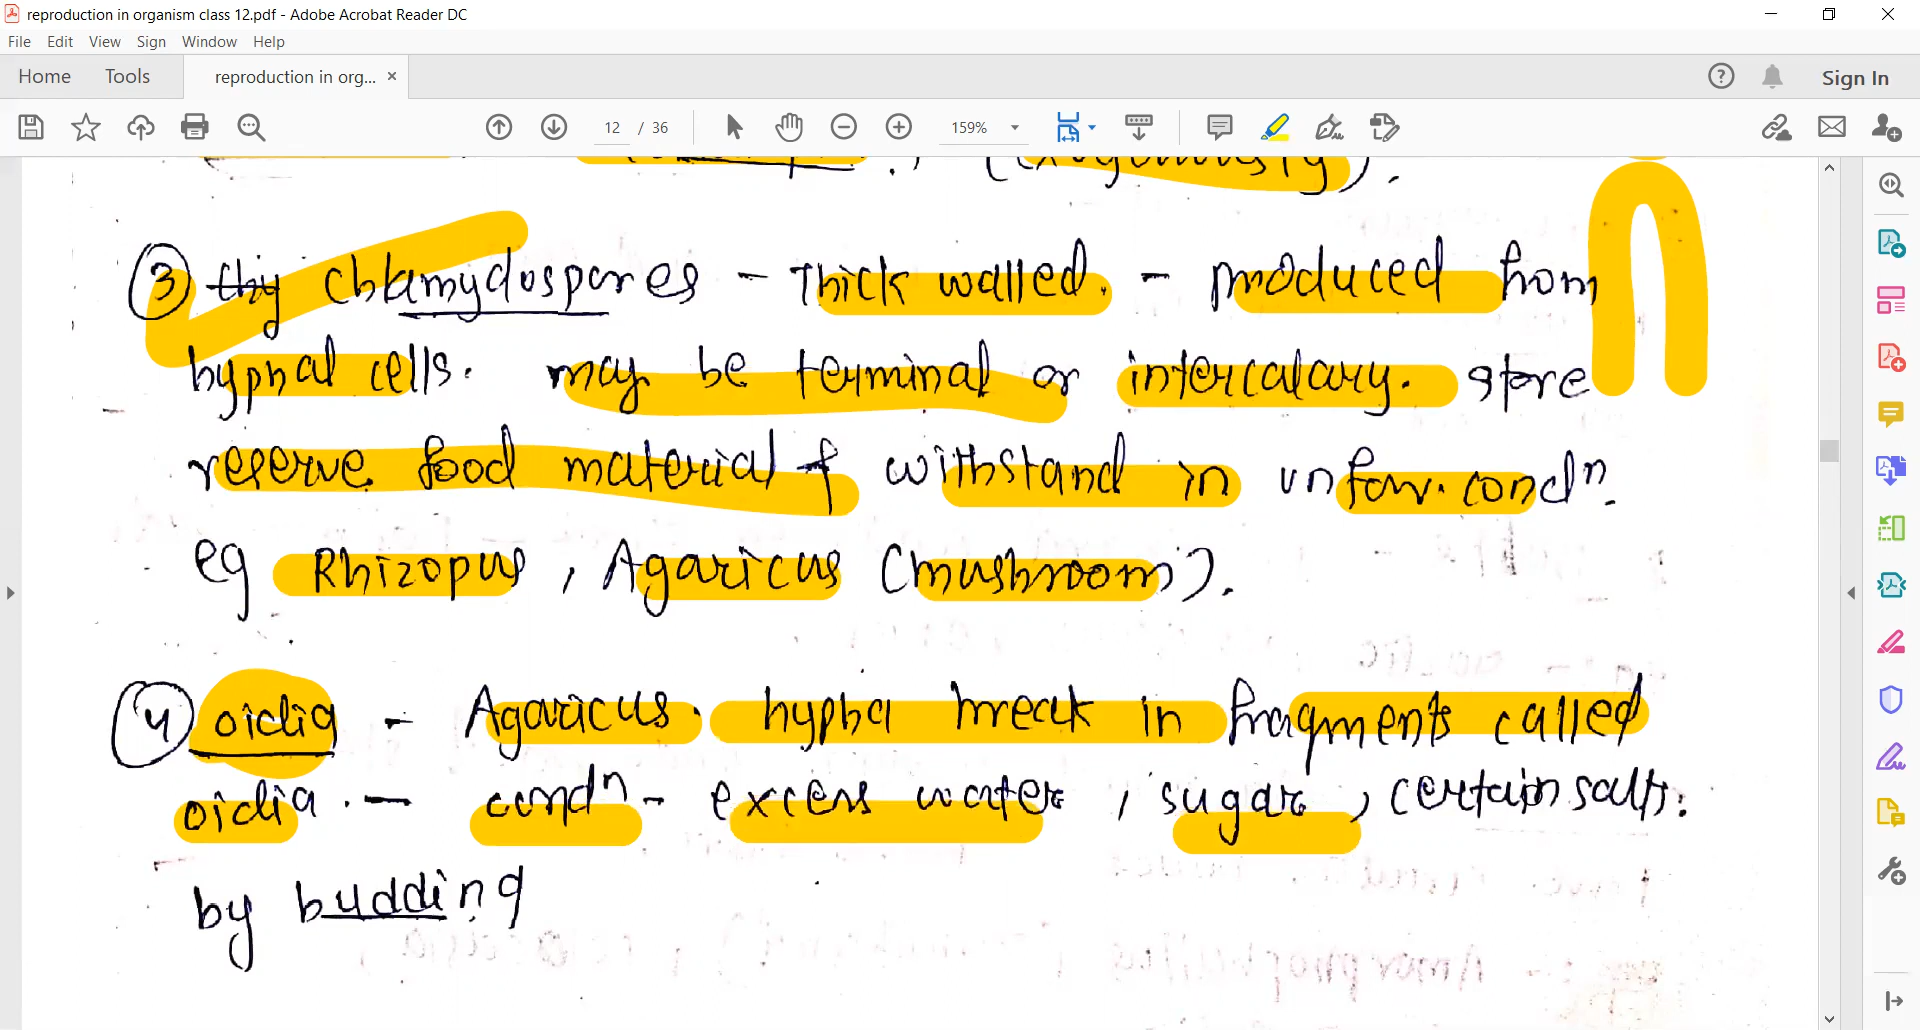 reproduction in organism class 12.pdf - Adobe Acrobat Reader DC
File Edit View Sign Window Help
Home Tools reproduction in org... × Sign In
12 / 36 159%
(exogenously).
③ Chlamydospores - Thick walled. - produced from
hyphal cells. may be terminal or intercalary. store
reserve food material & withstand in unfav. condn.
eg Rhizopus, Agaricus (mushroom).
④ oidia - Agaricus. hypha break in fragments called
oidia. - condn - excess water, sugar, certain salts.
by budding